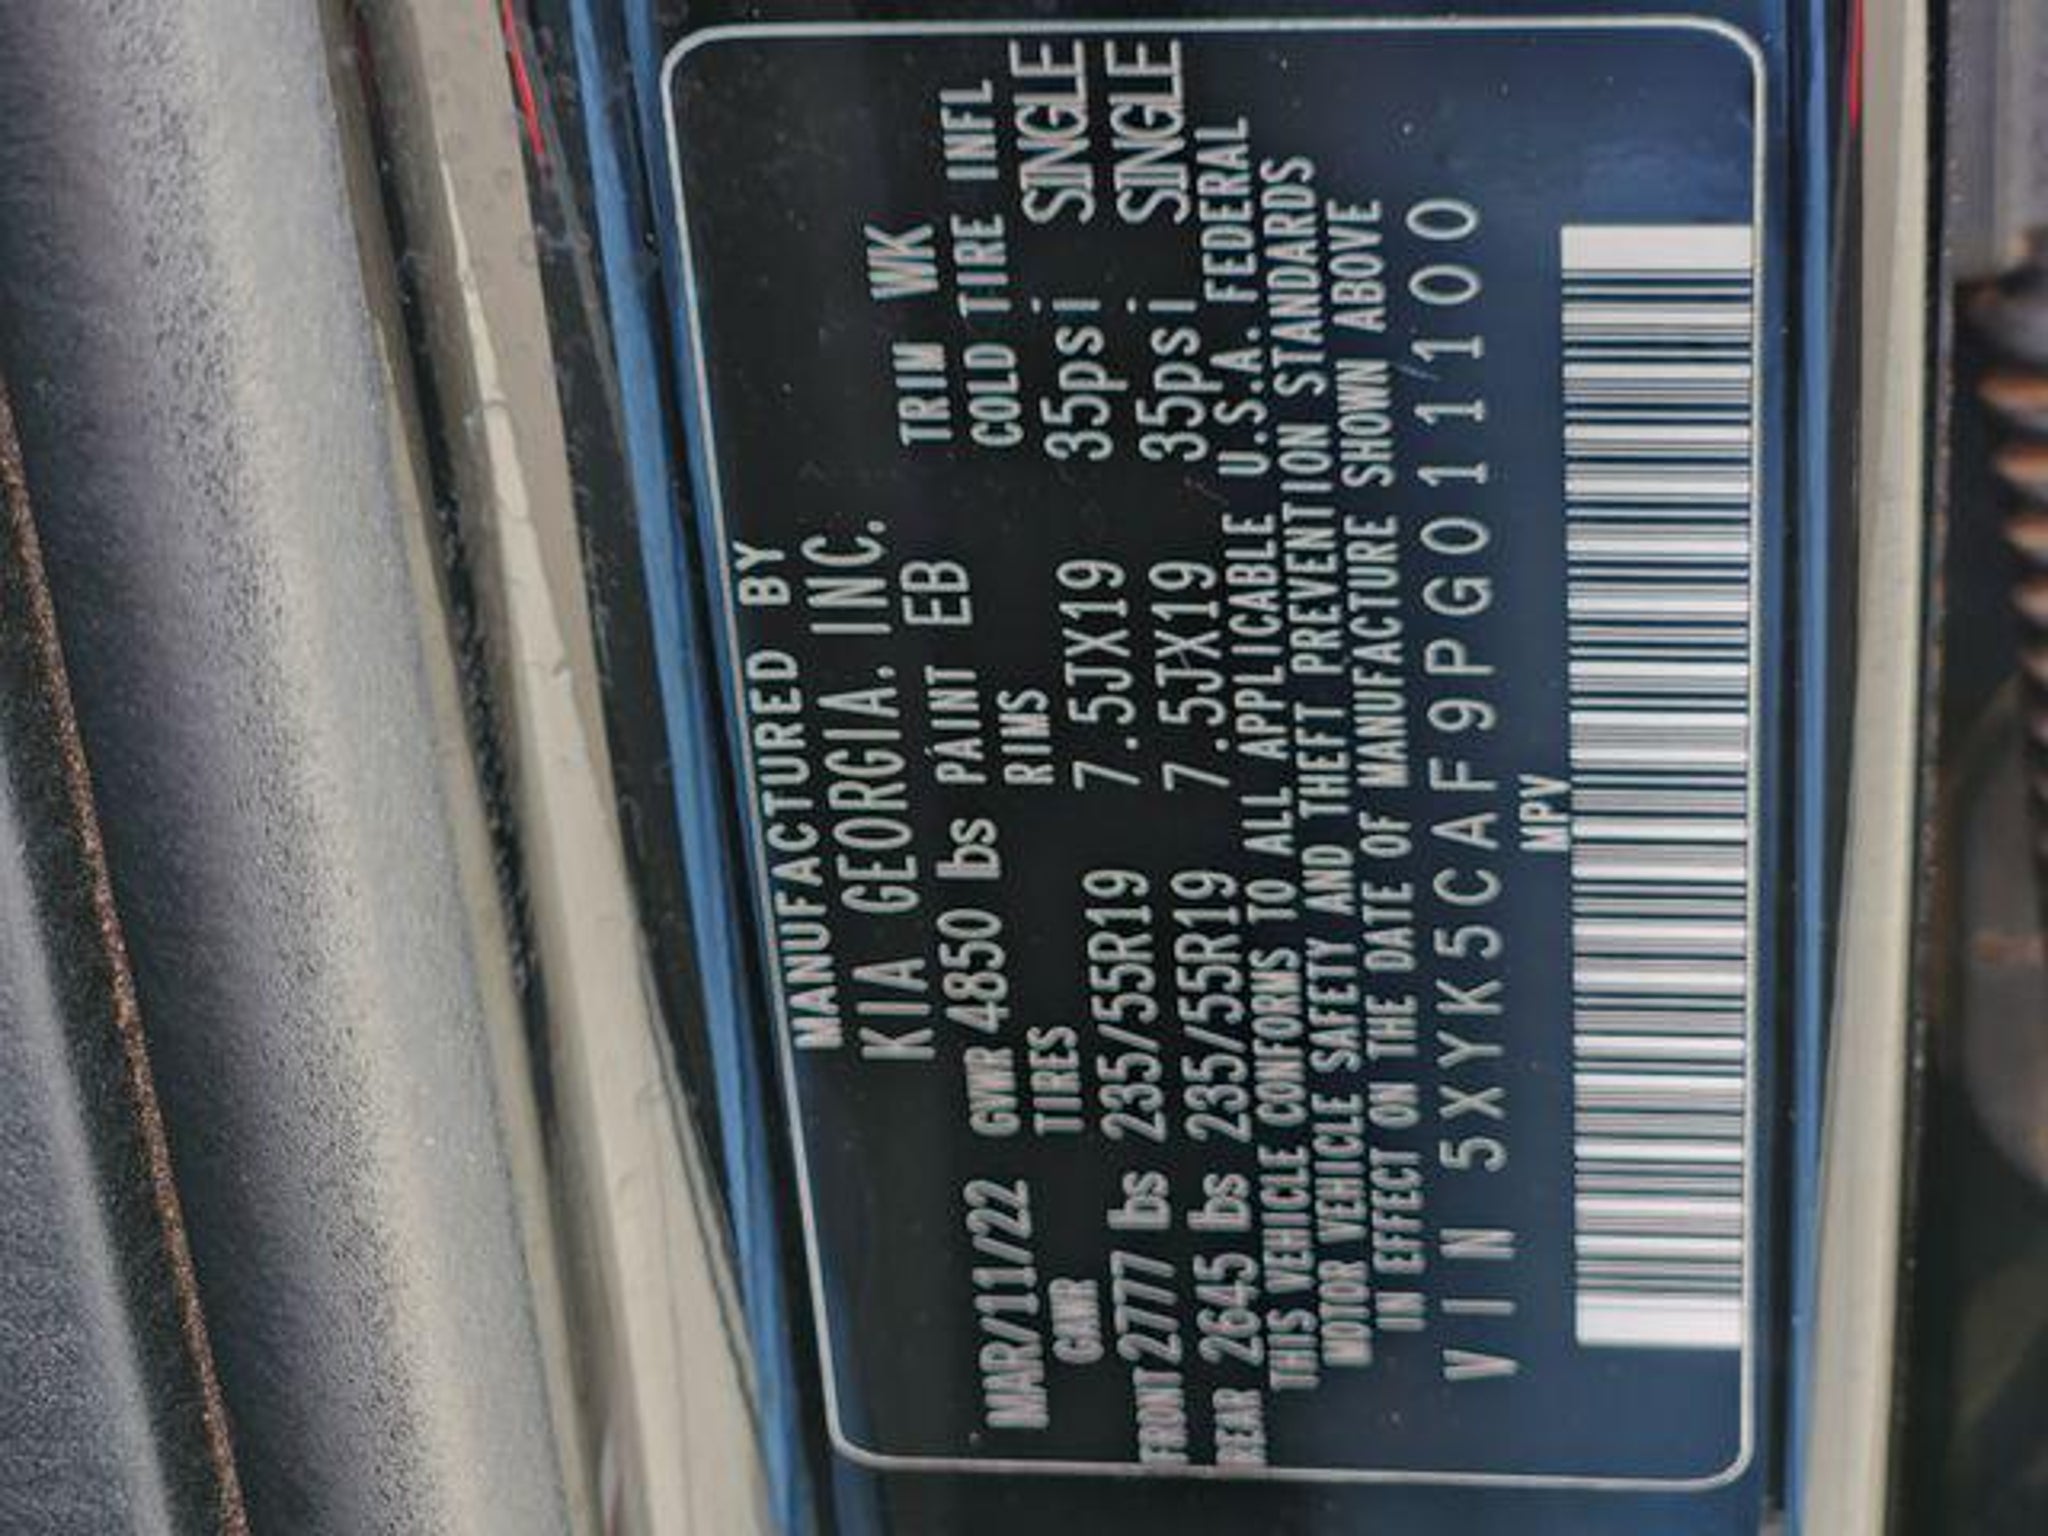 MANUFACTURED BY
KIA GEORGIA. INC.
MAR/11/22 GVWR 4850 lbs PAINT EB TRIM WK
GAWR TIRES RIMS COLD TIRE INFL
FRONT 2777 lbs 235/55R19 7.5JX19 35psi SINGLE
REAR 2645 lbs 235/55R19 7.5JX19 35psi SINGLE
THIS VEHICLE CONFORMS TO ALL APPLICABLE U.S.A. FEDERAL
MOTOR VEHICLE SAFETY AND THEFT PREVENTION STANDARDS
IN EFFECT ON THE DATE OF MANUFACTURE SHOWN ABOVE
VIN 5XYK5CAF9PG011100
MPV